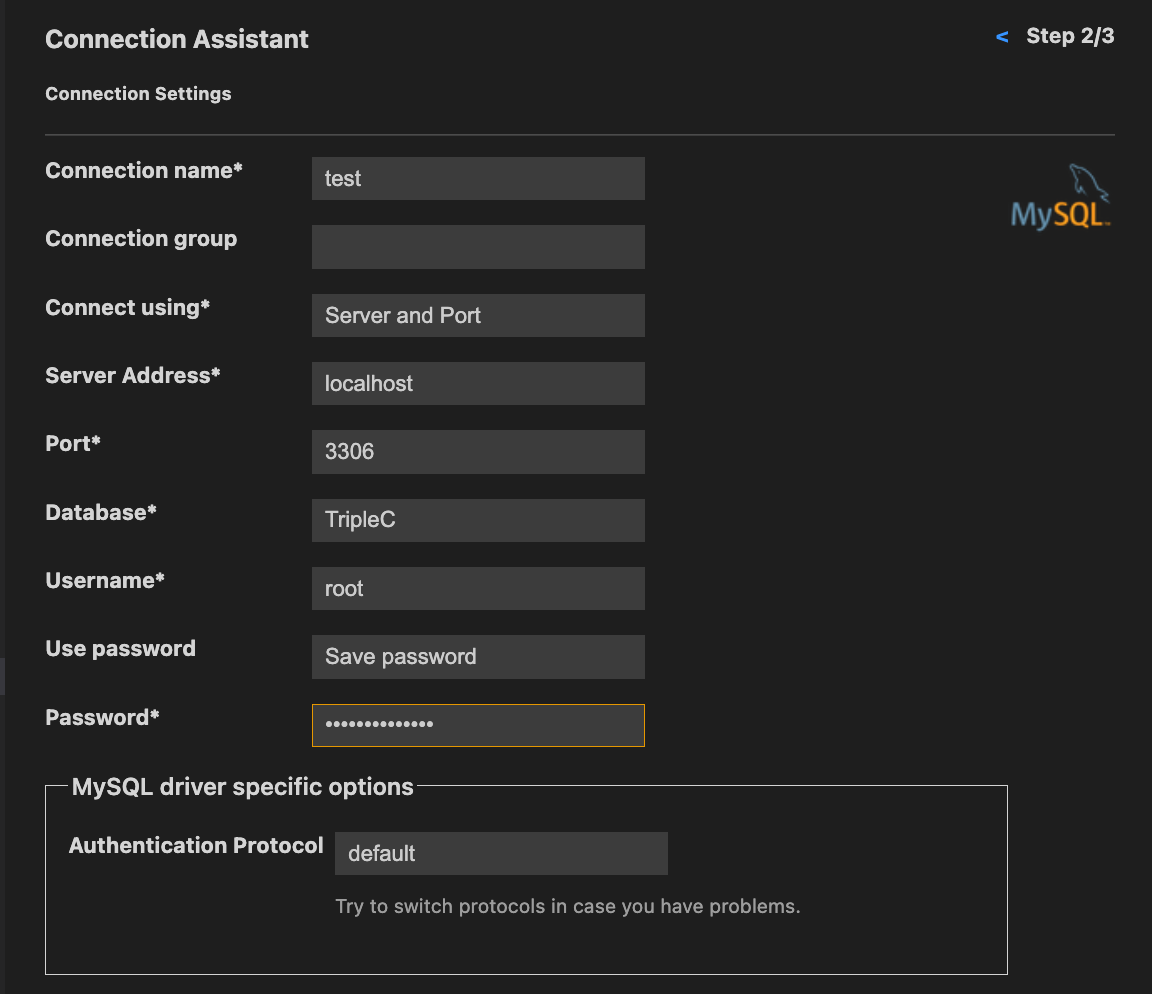 Connection Assistant
< Step 2/3
Connection Settings
Connection name* test
MySQL™
Connection group
Connect using* Server and Port
Server Address* localhost
Port* 3306
Database* TripleC
Username* root
Use password Save password
Password* ••••••••••••••
MySQL driver specific options
Authentication Protocol default
Try to switch protocols in case you have problems.